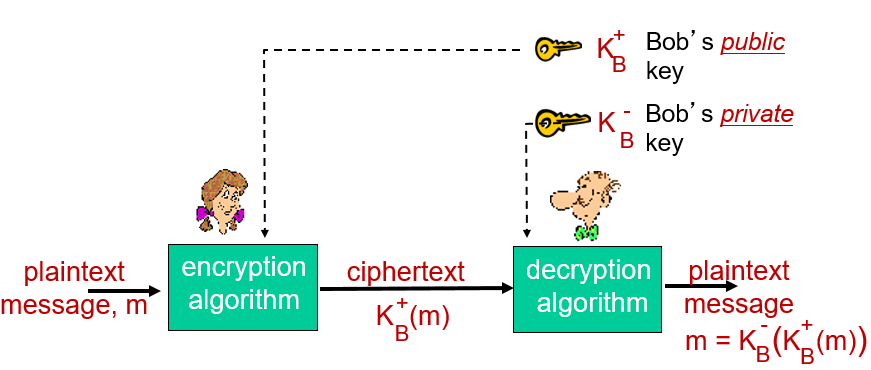 K_B^+ Bob’s public
key
K_B^- Bob’s private
key
plaintext
message, m
encryption
algorithm
ciphertext
K_B^+(m)
decryption
algorithm
plaintext
message
m = K_B^-(K_B^+(m))